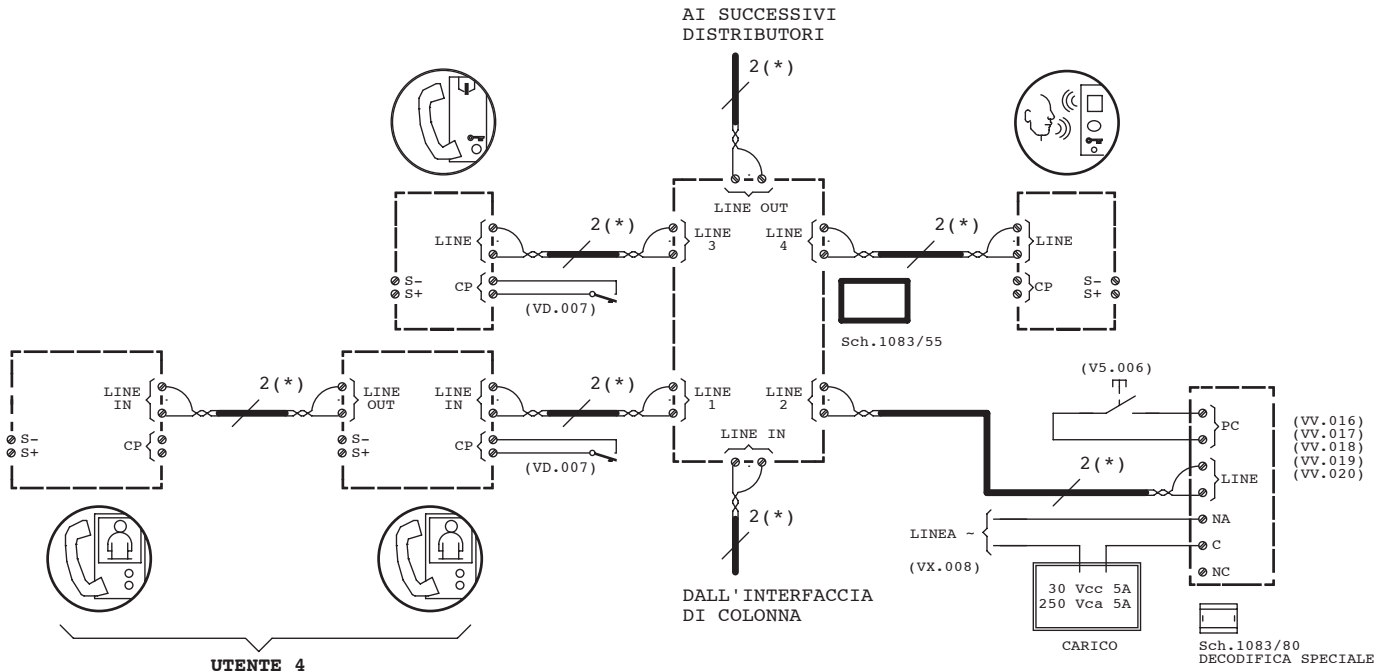 AI SUCCESSIVI
DISTRIBUTORI
2(*)
LINE OUT
LINE
2(*)
LINE
3
LINE
4
2(*)
LINE
S-
S+
CP
(VD.007)
CP
S-
S+
Sch.1083/55
LINE
IN
2(*)
LINE
OUT
LINE
IN
2(*)
LINE
1
LINE
2
(V5.006)
PC
(VV.016)
(VV.017)
(VV.018)
(VV.019)
(VV.020)
S-
S+
CP
S-
S+
CP
(VD.007)
LINE IN
2(*)
LINE
2(*)
NA
LINEA ~
C
(VX.008)
NC
30 Vcc 5A
250 Vca 5A
CARICO
DALL'INTERFACCIA
DI COLONNA
Sch.1083/80
DECODIFICA SPECIALE
UTENTE 4